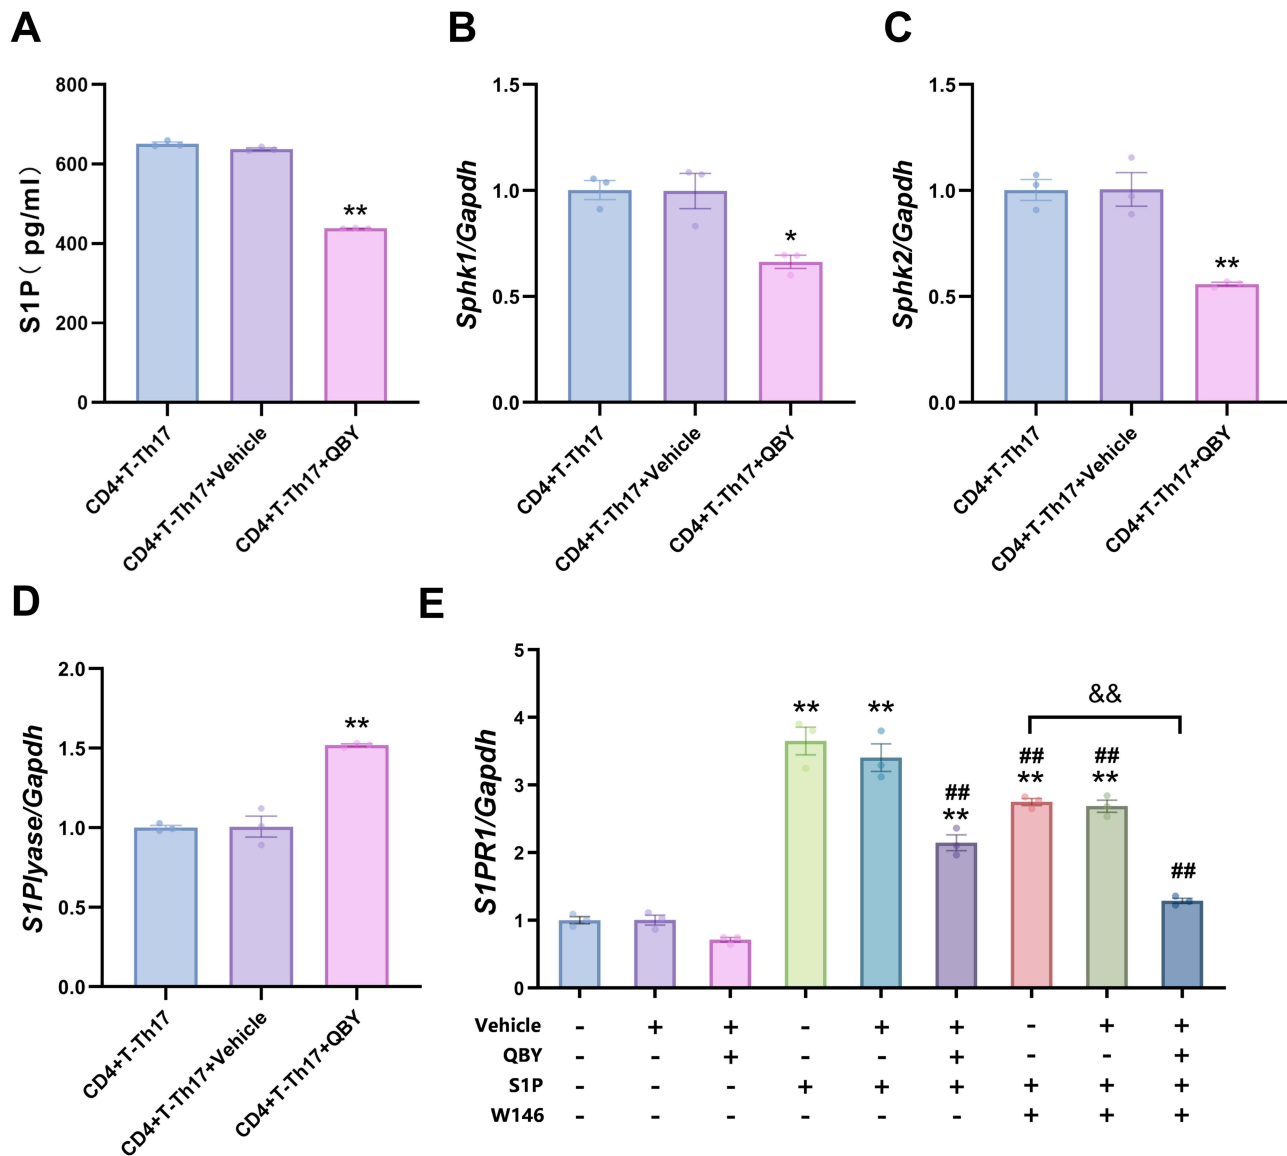 A
S1P( pg/ml)
800
600
400
200
0
**
CD4+T-Th17
CD4+T-Th17+Vehicle
CD4+T-Th17+QBY
B
Sphk1/Gapdh
1.5
1.0
0.5
0.0
*
CD4+T-Th17
CD4+T-Th17+Vehicle
CD4+T-Th17+QBY
C
Sphk2/Gapdh
1.5
1.0
0.5
0.0
**
CD4+T-Th17
CD4+T-Th17+Vehicle
CD4+T-Th17+QBY
D
S1Plyase/Gapdh
2.0
1.5
1.0
0.5
0.0
**
CD4+T-Th17
CD4+T-Th17+Vehicle
CD4+T-Th17+QBY
E
S1PR1/Gapdh
5
4
3
2
1
0
&&
** ** ## ## ## ##
** ** **
Vehicle - + + - + + - + +
QBY - - + - - + - - +
S1P - - - + + + + + +
W146 - - - - - - + + +